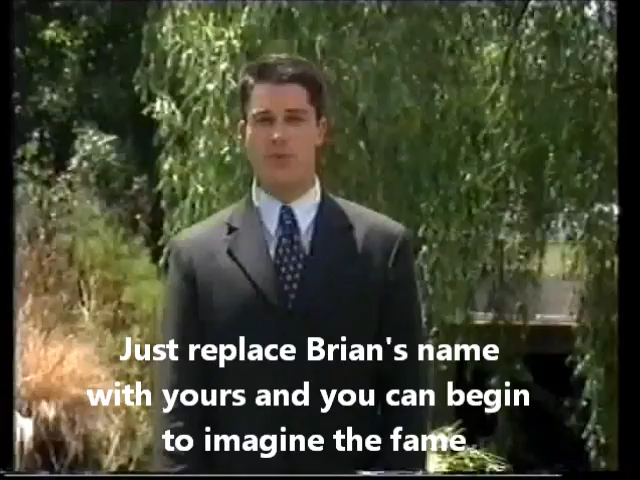 Just replace Brian's name
with yours and you can begin
to imagine the fame